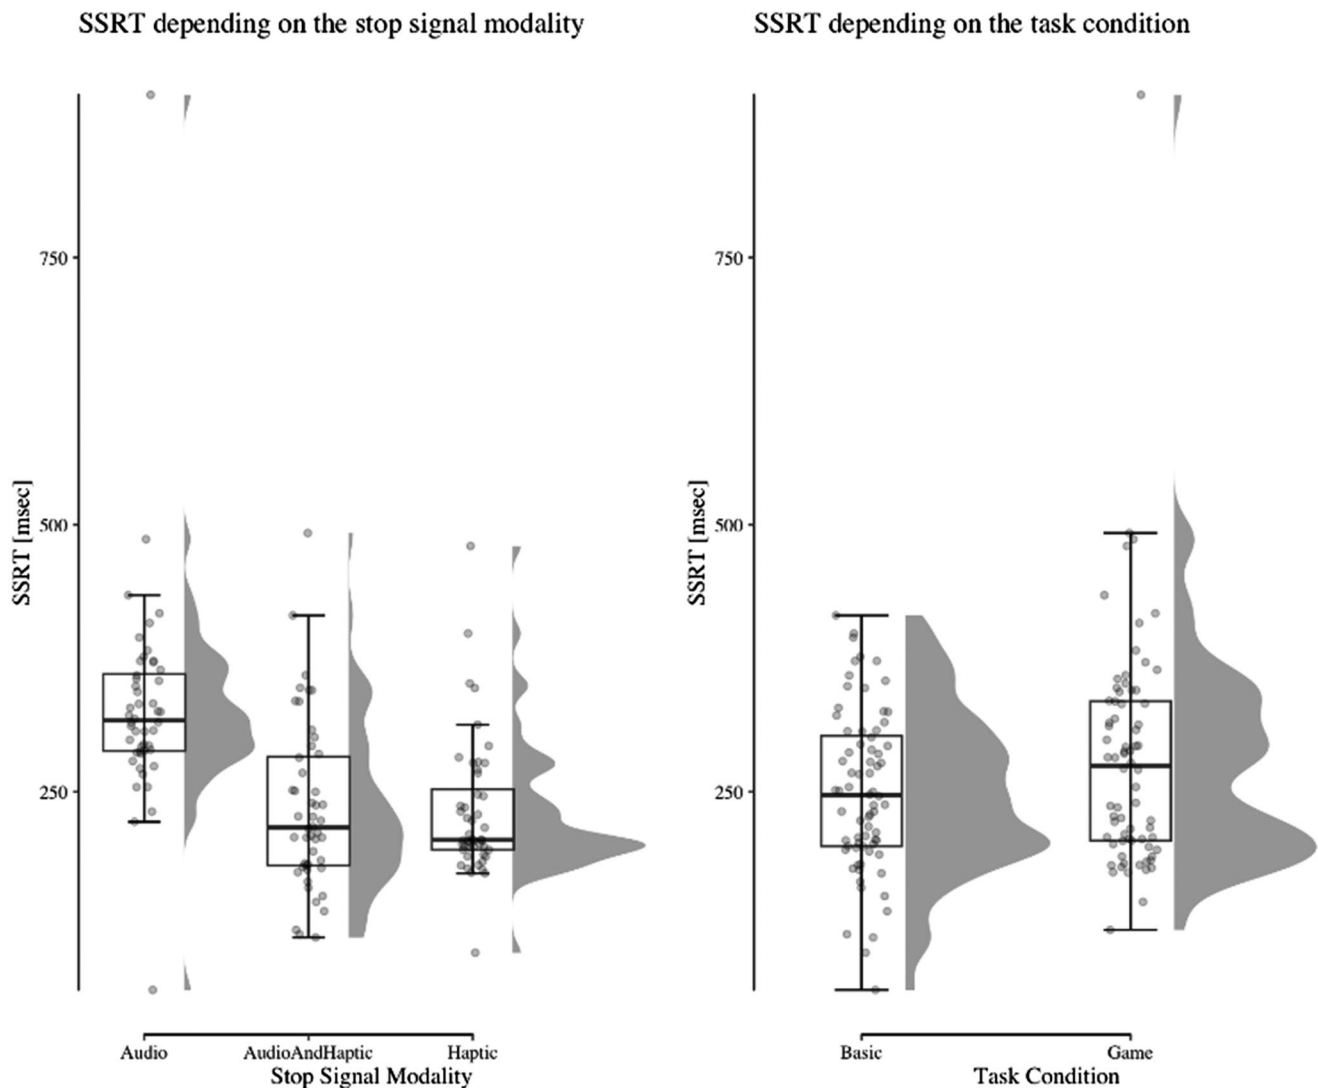 SSRT depending on the stop signal modality
SSRT [msec]
750
500
250
Audio
AudioAndHaptic
Haptic
Stop Signal Modality
SSRT depending on the task condition
SSRT [msec]
750
500
250
Basic
Game
Task Condition